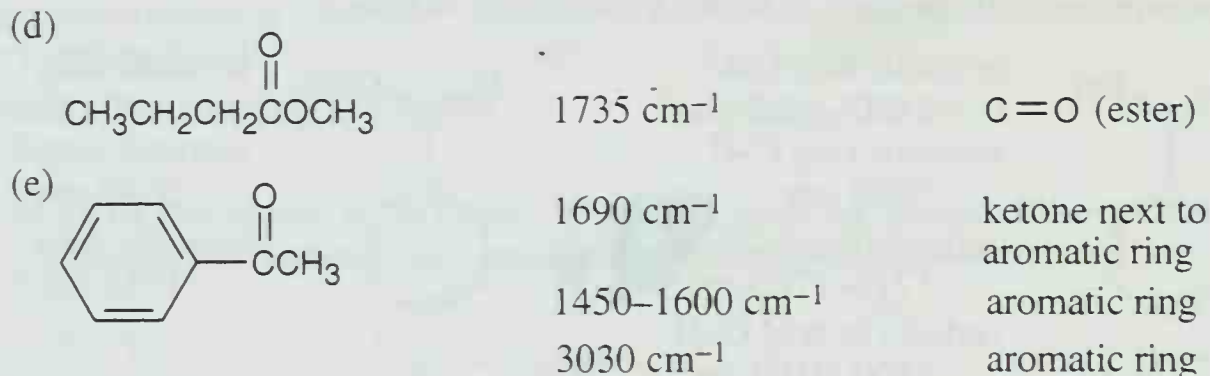 (d)
O
CH₃CH₂CH₂COCH₃ 1735 cm⁻¹ C=O (ester)
(e)
O
CCH₃
1690 cm⁻¹ ketone next to
aromatic ring
1450–1600 cm⁻¹ aromatic ring
3030 cm⁻¹ aromatic ring